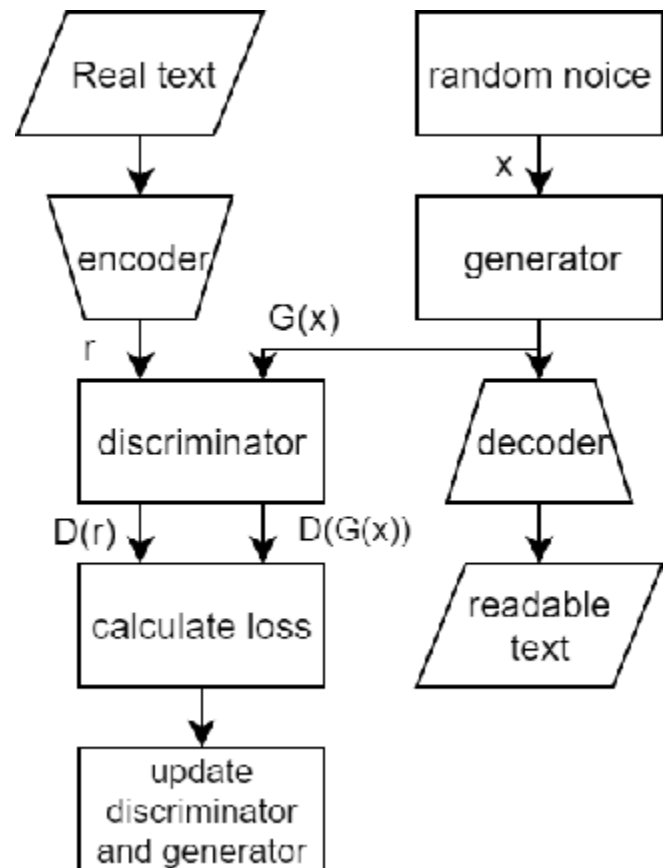 Real text
random noice
x
encoder
generator
G(x)
r
discriminator
decoder
D(r)
D(G(x))
calculate loss
readable
text
update
discriminator
and generator